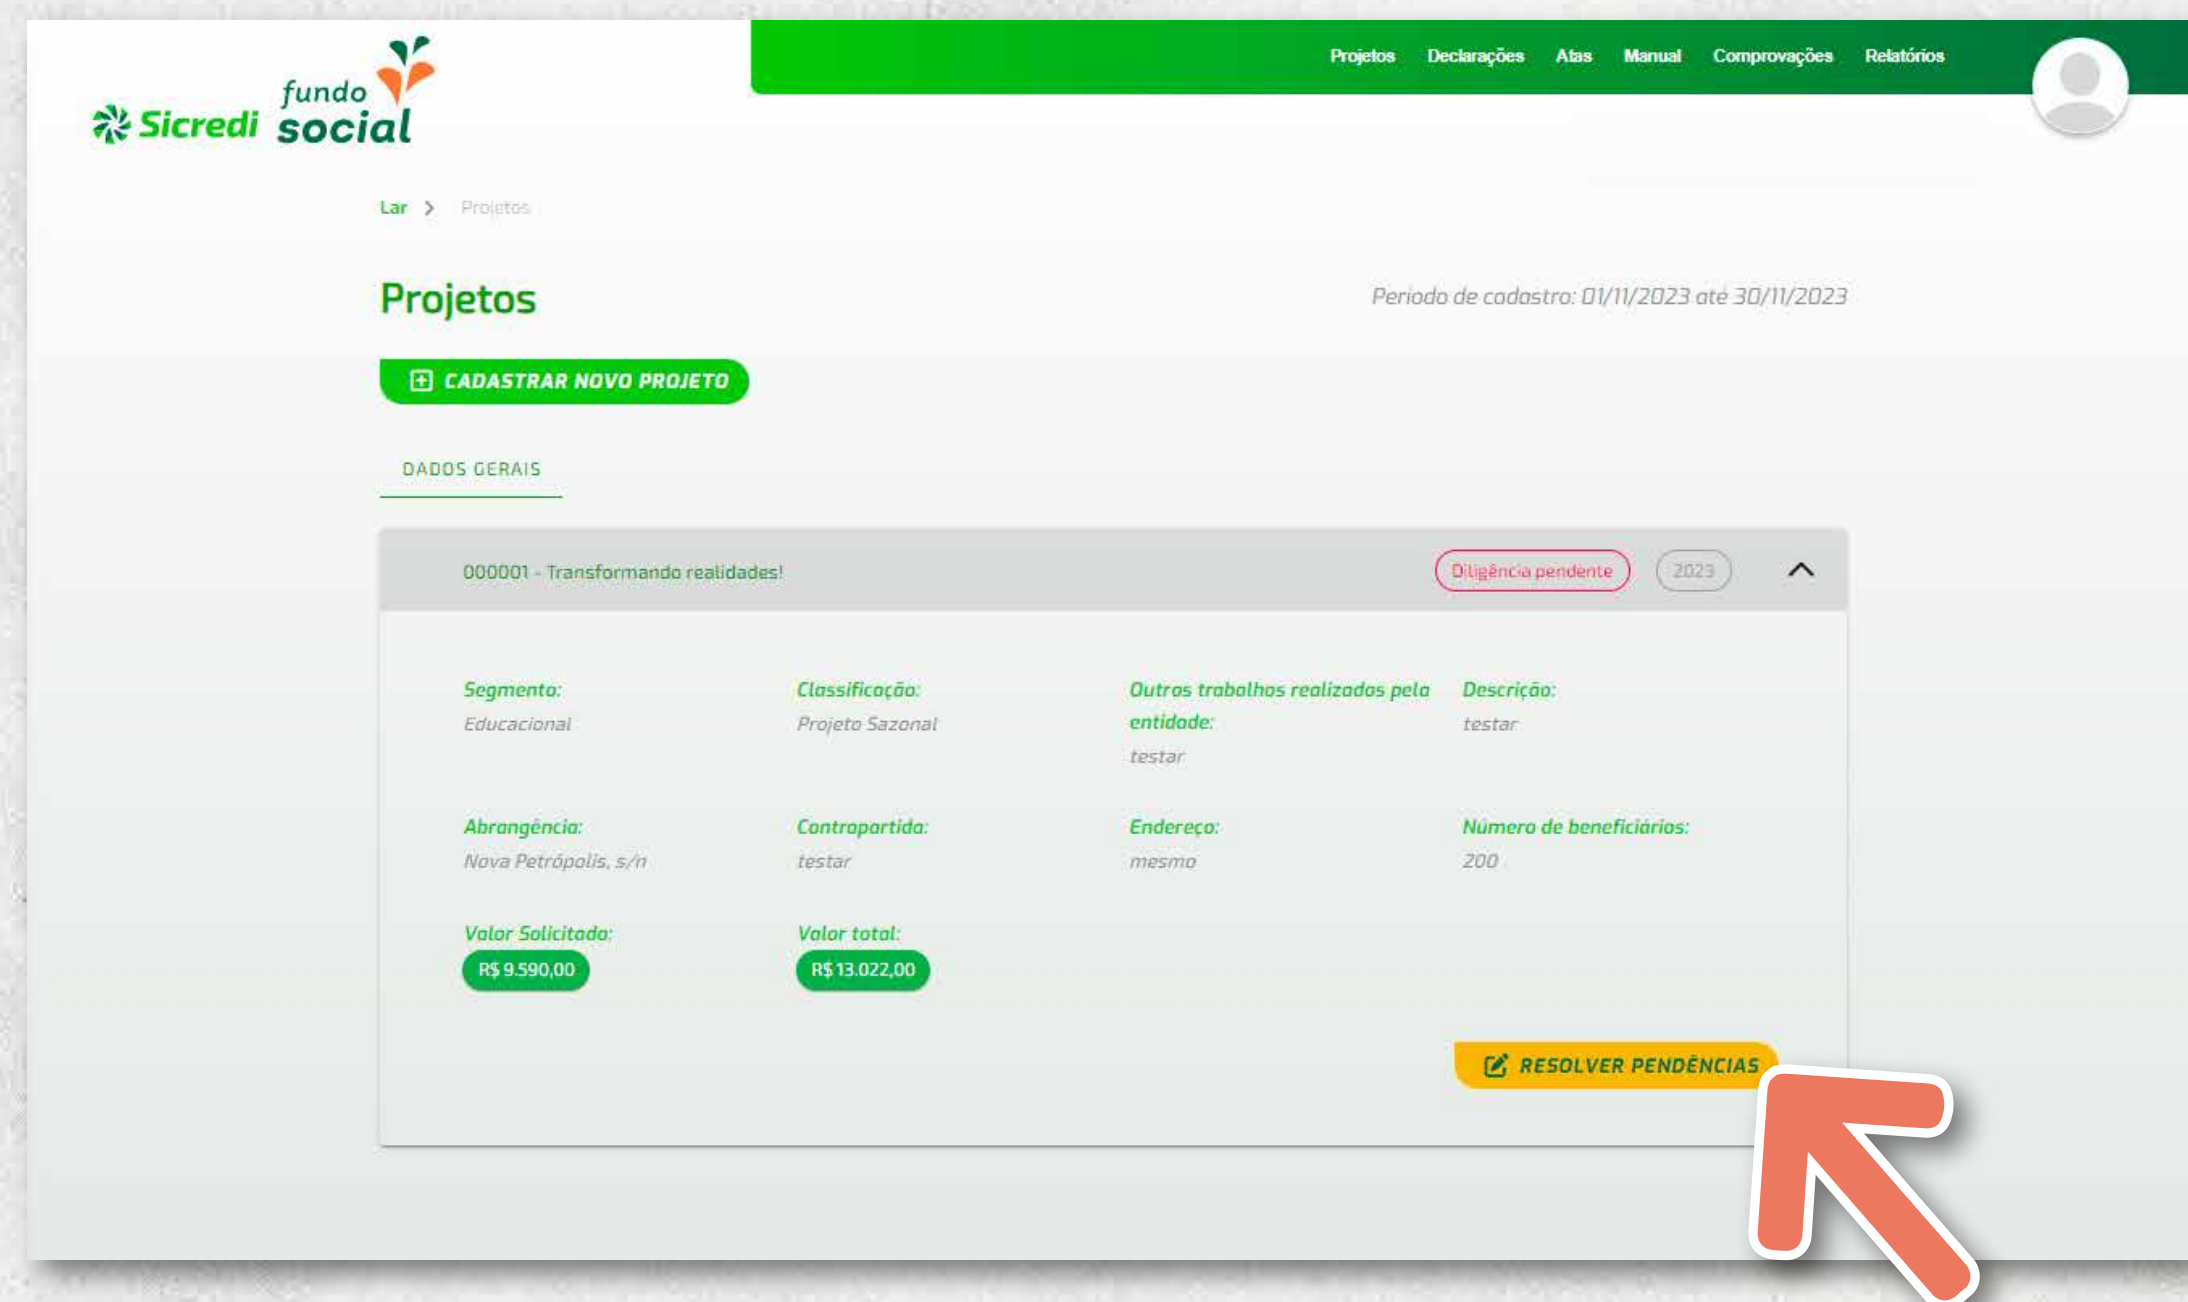 Projetos Declarações Atas Manual Comprovações Relatórios
Sicredi fundo social
Lar > Projetos
Projetos
Período de cadastro: 01/11/2023 até 30/11/2023
CADASTRAR NOVO PROJETO
DADOS GERAIS
000001 - Transformando realidades!
Diligência pendente
2023
Segmento:
Educacional
Classificação:
Projeto Sazonal
Outros trabalhos realizados pela
entidade:
testar
Descrição:
testar
Abrangência:
Nova Petrópolis, s/n
Contrapartida:
testar
Endereço:
mesmo
Número de beneficiários:
200
Valor Solicitado:
R$ 9.590,00
Valor total:
R$ 13.022,00
RESOLVER PENDÊNCIAS